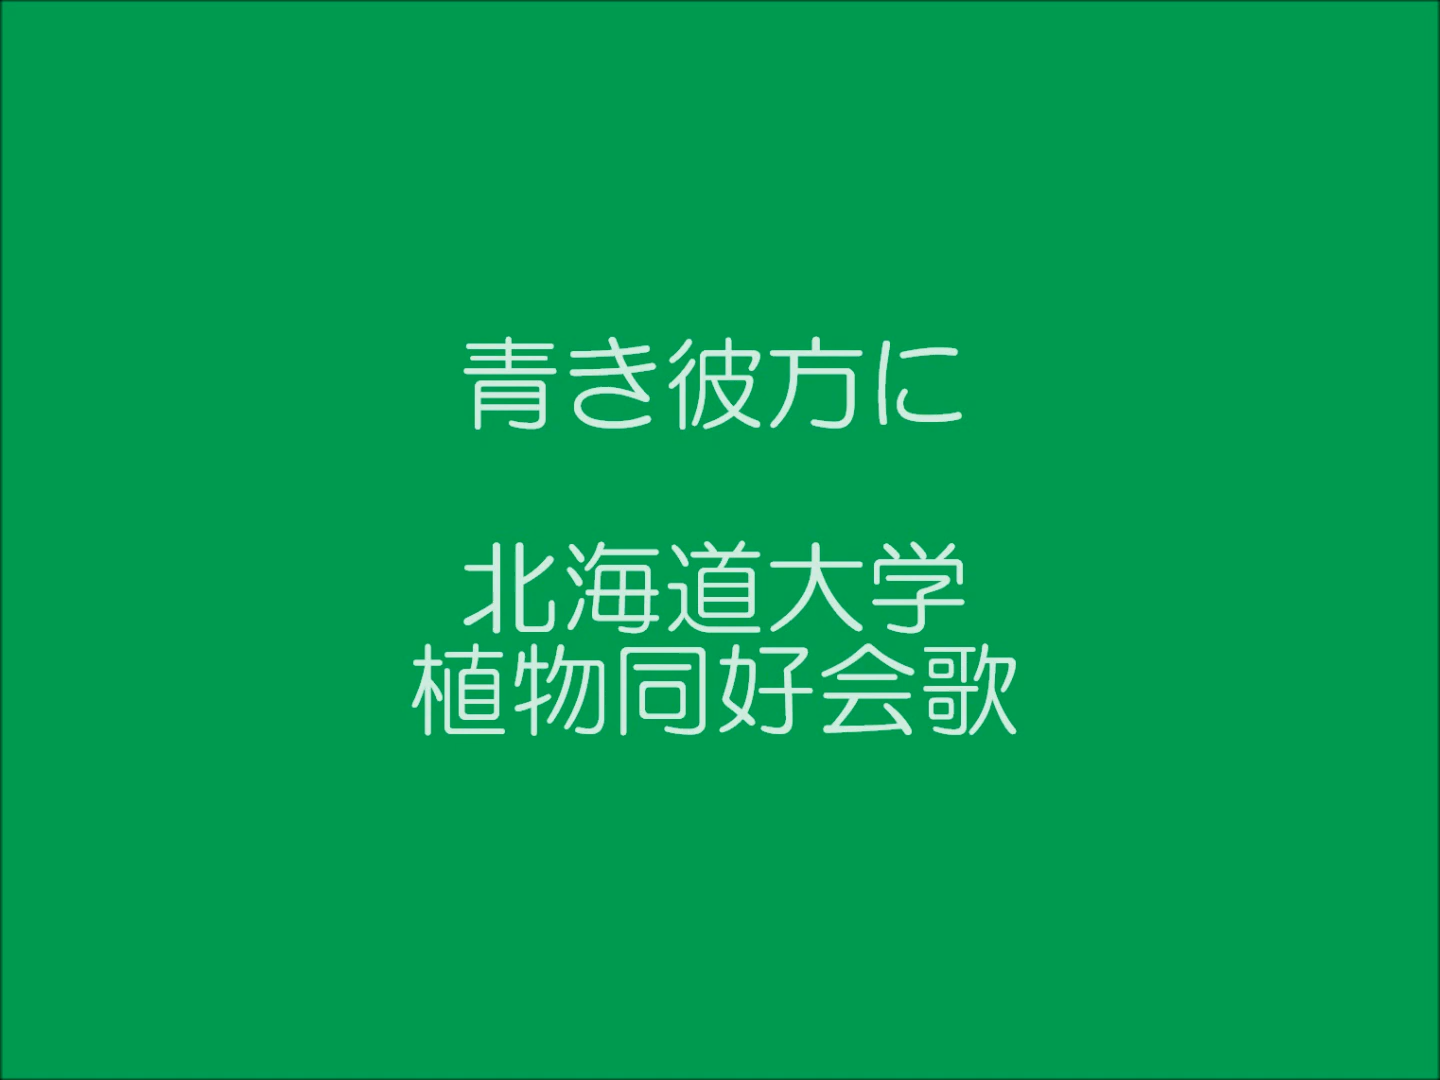 青き彼方に
北海道大学
植物同好会歌